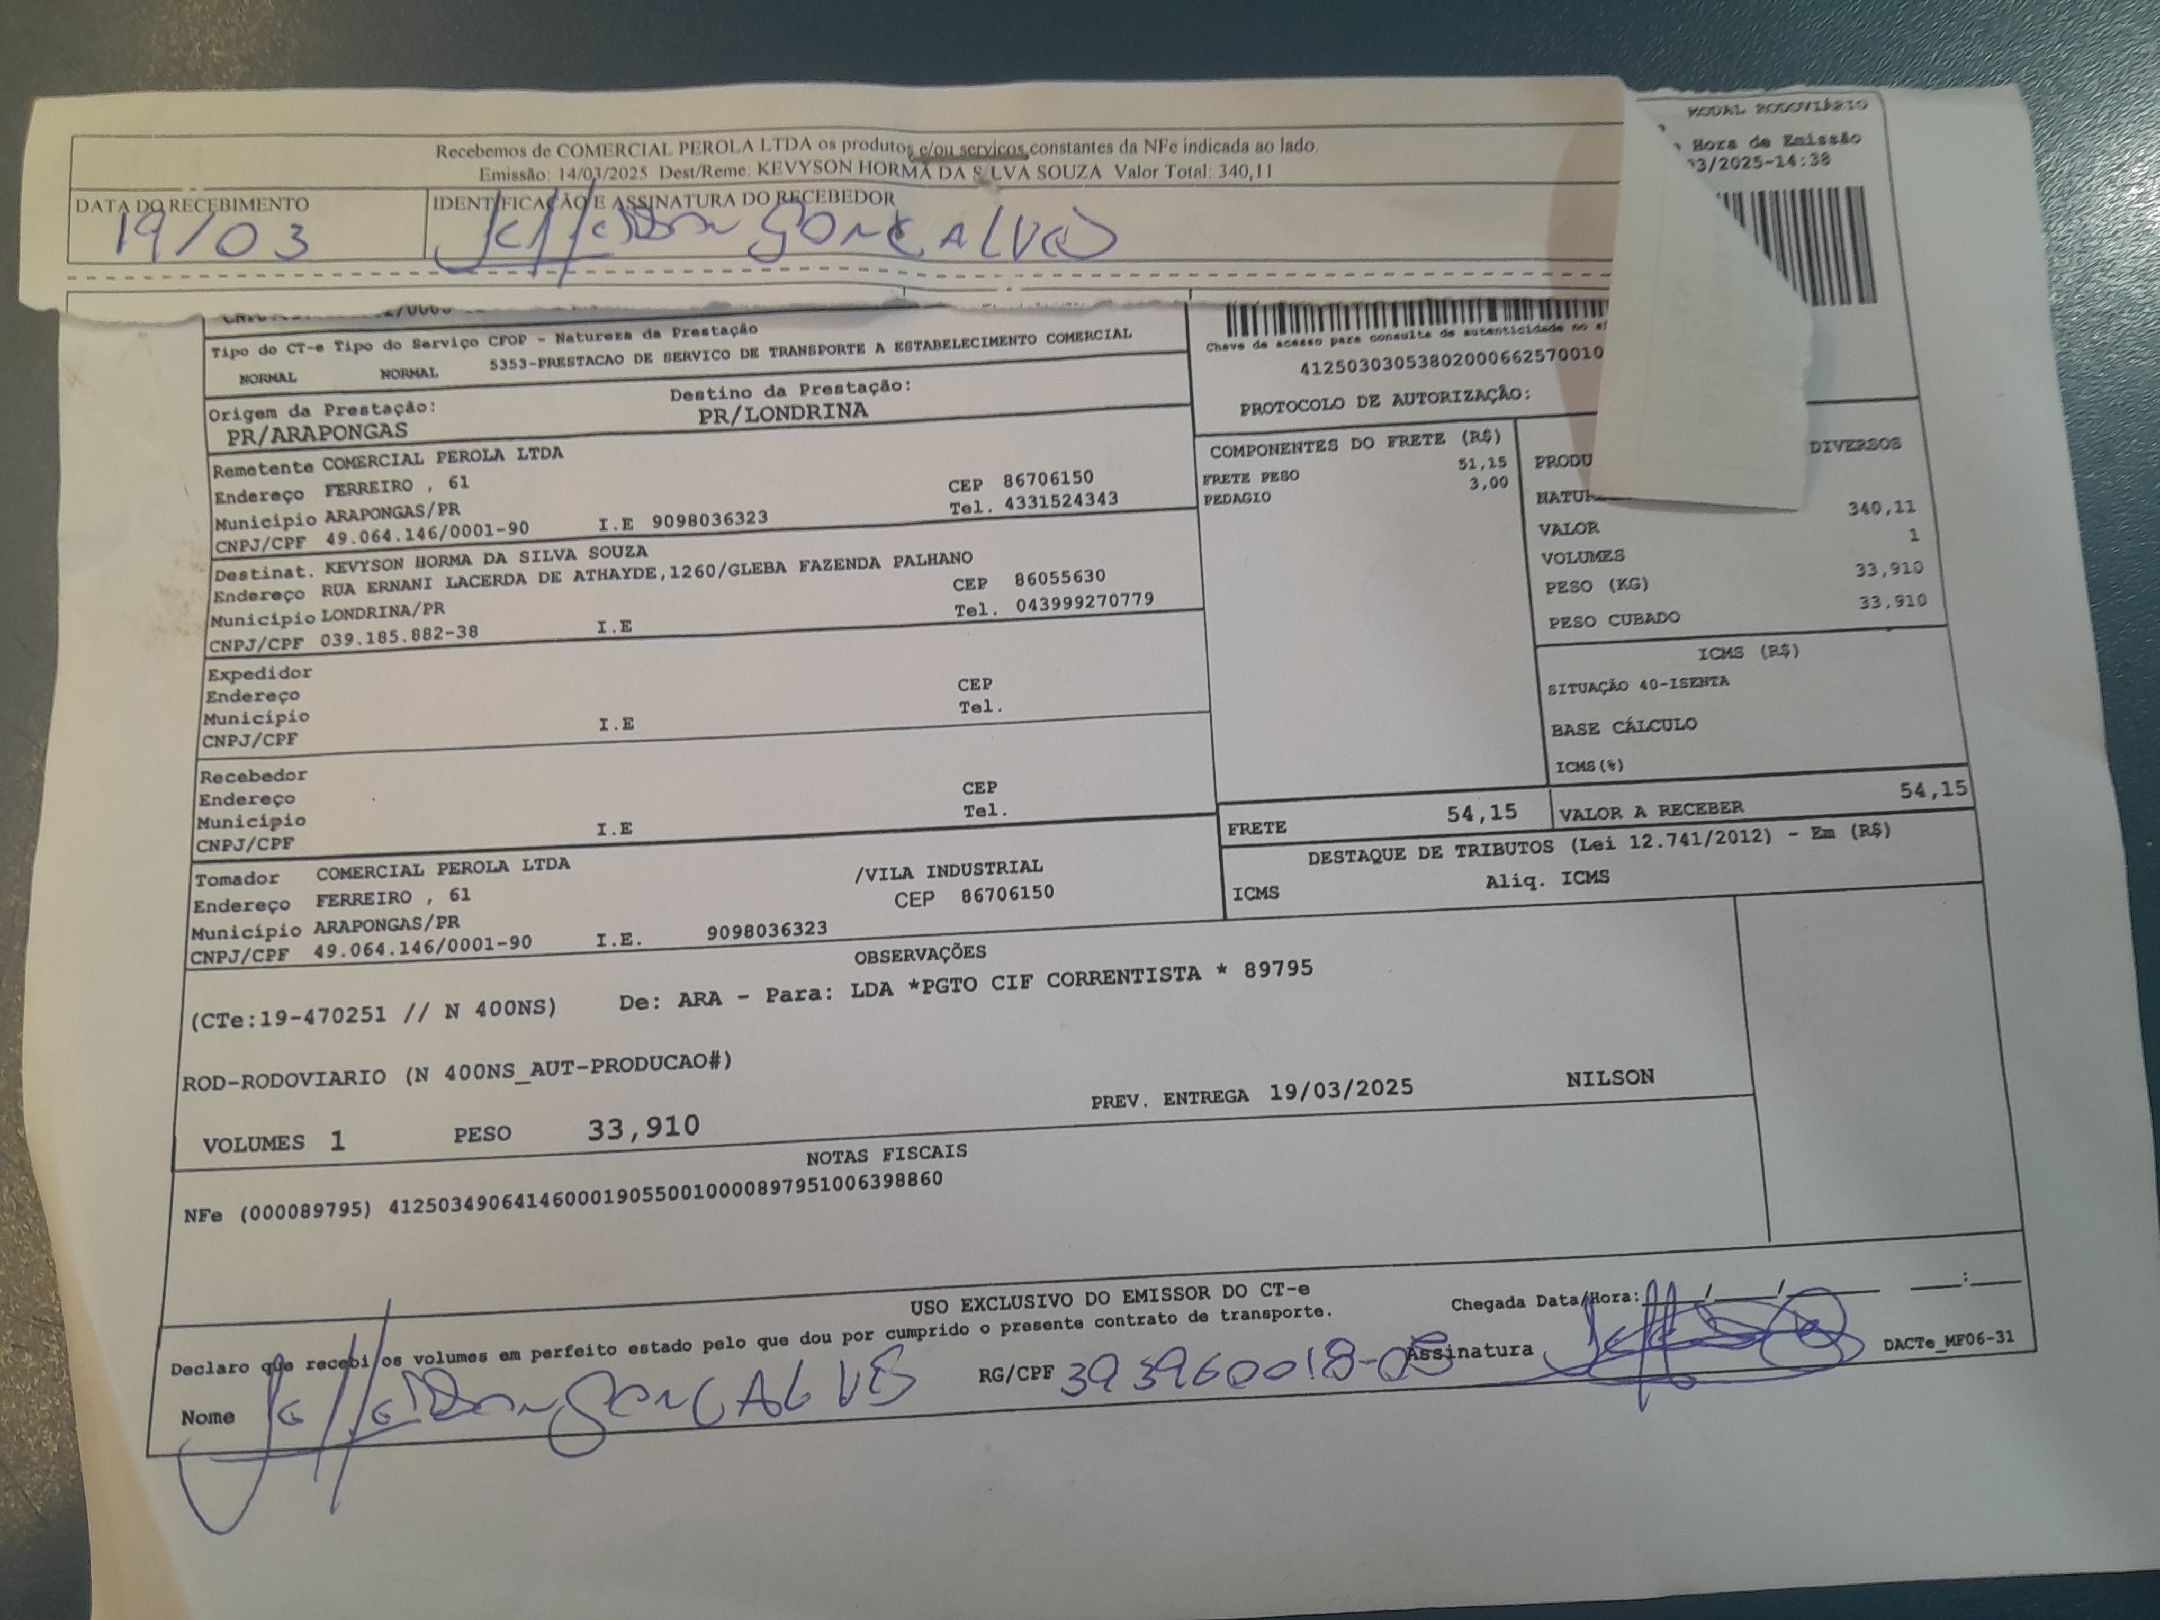 Recebemos de COMERCIAL PEROLA LTDA os produtos e/ou serviços constantes da NFe indicada ao lado.
Emissão: 14/03/2025 Dest/Reme: KEVYSON HORMA DA SILVA SOUZA Valor Total: 340,11
DATA DO RECEBIMENTO
19/03
IDENTIFICAÇÃO E ASSINATURA DO RECEBEDOR
Jefferson Gonçalves
MODAL RODOVIÁRIO
Hora de Emissão
03/2025-14:38
Tipo do CT-e Tipo do Serviço CFOP - Natureza da Prestação
NORMAL NORMAL 5353-PRESTACAO DE SERVICO DE TRANSPORTE A ESTABELECIMENTO COMERCIAL
Origem da Prestação: Destino da Prestação:
PR/ARAPONGAS PR/LONDRINA
Remetente COMERCIAL PEROLA LTDA
Endereço FERREIRO , 61 CEP 86706150
Município ARAPONGAS/PR Tel. 4331524343
CNPJ/CPF 49.064.146/0001-90 I.E 9098036323
Destinat. KEVYSON HORMA DA SILVA SOUZA
Endereço RUA ERNANI LACERDA DE ATHAYDE,1260/GLEBA FAZENDA PALHANO
Município LONDRINA/PR CEP 86055630
CNPJ/CPF 039.185.882-38 I.E Tel. 043999270779
Expedidor
Endereço CEP
Município Tel.
CNPJ/CPF I.E
Recebedor
Endereço CEP
Município Tel.
CNPJ/CPF I.E
Tomador COMERCIAL PEROLA LTDA /VILA INDUSTRIAL
Endereço FERREIRO , 61 CEP 86706150
Município ARAPONGAS/PR
CNPJ/CPF 49.064.146/0001-90 I.E. 9098036323
Chave de acesso para consulta de autenticidade no
41250303053802000662570010
PROTOCOLO DE AUTORIZAÇÃO:
COMPONENTES DO FRETE (R$)
FRETE PESO 51,15
PEDAGIO 3,00
PRODU DIVERSOS
NATUR
VALOR 340,11
VOLUMES 1
PESO (KG) 33,910
PESO CUBADO 33,910
ICMS (R$)
SITUAÇÃO 40-ISENTA
BASE CÁLCULO
ICMS(%)
FRETE 54,15 VALOR A RECEBER 54,15
DESTAQUE DE TRIBUTOS (Lei 12.741/2012) - Em (R$)
ICMS Aliq. ICMS
OBSERVAÇÕES
(CTe:19-470251 // N 400NS) De: ARA - Para: LDA *PGTO CIF CORRENTISTA * 89795
ROD-RODOVIARIO (N 400NS_AUT-PRODUCAO#)
VOLUMES 1 PESO 33,910 PREV. ENTREGA 19/03/2025 NILSON
NOTAS FISCAIS
NFe (000089795) 41250349064146000190550010000897951006398860
USO EXCLUSIVO DO EMISSOR DO CT-e
Declaro que recebi os volumes em perfeito estado pelo que dou por cumprido o presente contrato de transporte.
Chegada Data/Hora:___/___/_____ ___:___
Nome Jefferson Gonçalves RG/CPF Assinatura DACTe_MF06-31